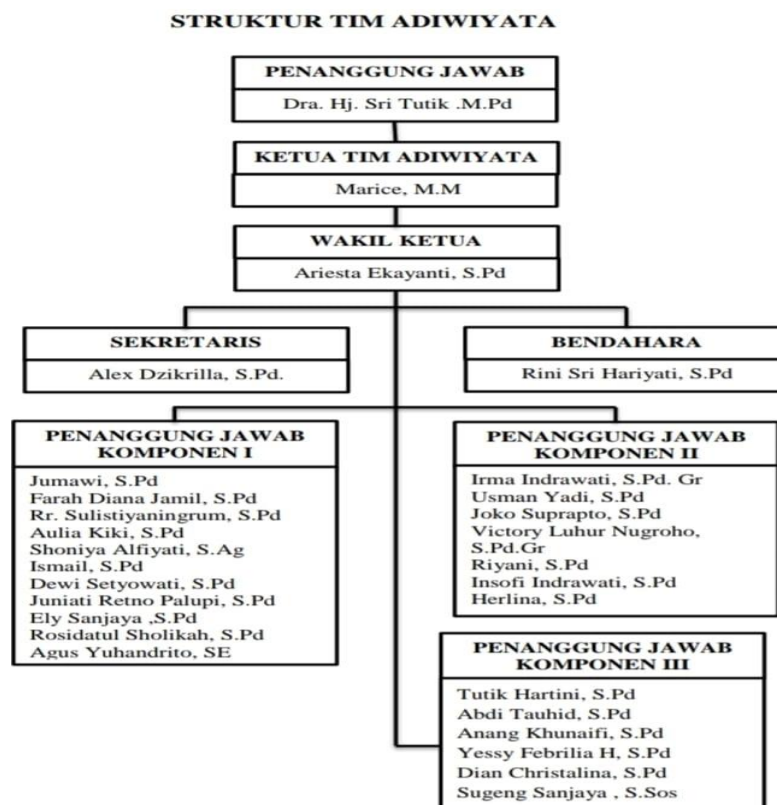 STRUKTUR TIM ADIWIYATA
PENANGGUNG JAWAB
Dra. Hj. Sri Tutik .M.Pd
KETUA TIM ADIWIYATA
Marice, M.M
WAKIL KETUA
Ariesta Ekayanti, S.Pd
SEKRETARIS
Alex Dzikrilla, S.Pd.
BENDAHARA
Rini Sri Hariyati, S.Pd
PENANGGUNG JAWAB
KOMPONEN I
Jumawi, S.Pd
Farah Diana Jamil, S.Pd
Rr. Sulistiyaningrum, S.Pd
Aulia Kiki, S.Pd
Shoniya Alfiyati, S.Ag
Ismail, S.Pd
Dewi Setyowati, S.Pd
Juniati Retno Palupi, S.Pd
Ely Sanjaya ,S.Pd
Rosidatul Sholikah, S.Pd
Agus Yuhandrito, SE
PENANGGUNG JAWAB
KOMPONEN II
Irma Indrawati, S.Pd. Gr
Usman Yadi, S.Pd
Joko Suprapto, S.Pd
Victory Luhur Nugroho,
S.Pd.Gr
Riyani, S.Pd
Insofi Indrawati, S.Pd
Herlina, S.Pd
PENANGGUNG JAWAB
KOMPONEN III
Tutik Hartini, S.Pd
Abdi Tauhid, S.Pd
Anang Khunaifi, S.Pd
Yessy Febrilia H, S.Pd
Dian Christalina, S.Pd
Sugeng Sanjaya , S.Sos